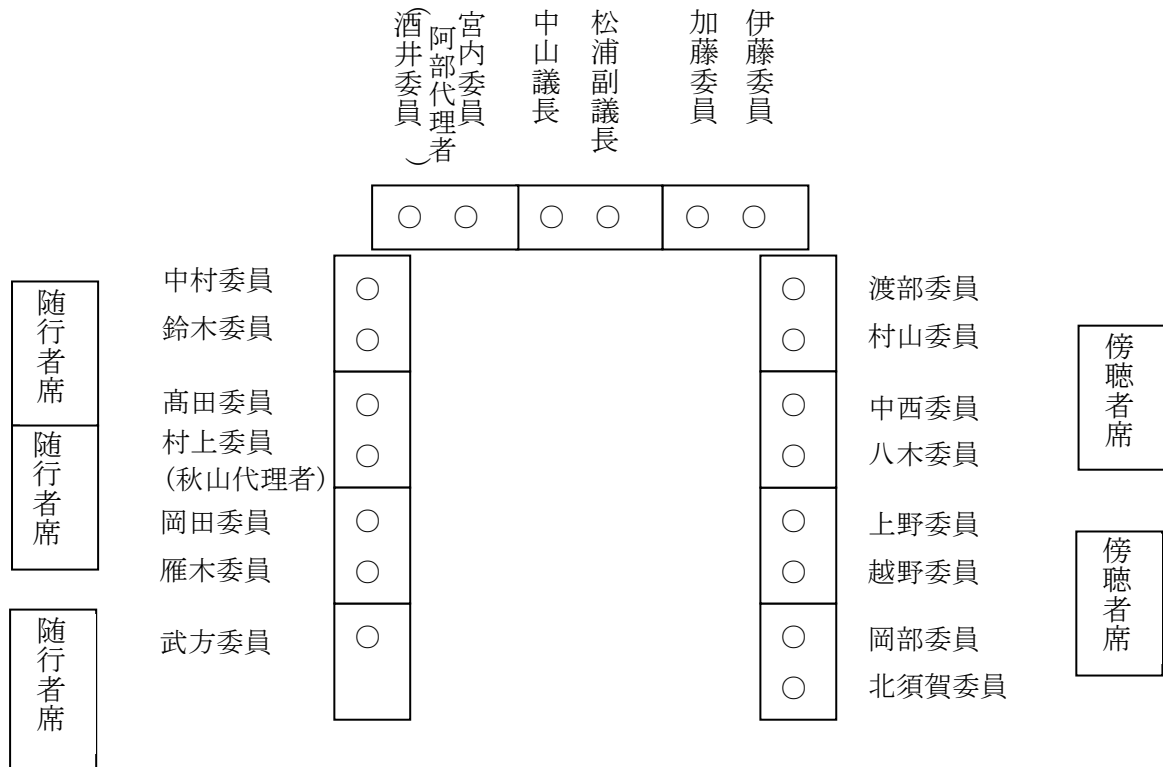 伊藤委員
加藤委員
松浦副議長
中山議長
宮内委員
（阿部代理者）
酒井委員
中村委員
鈴木委員
髙田委員
村上委員
(秋山代理者)
岡田委員
雁木委員
武方委員
渡部委員
村山委員
中西委員
八木委員
上野委員
越野委員
岡部委員
北須賀委員
随行者席
随行者席
随行者席
傍聴者席
傍聴者席